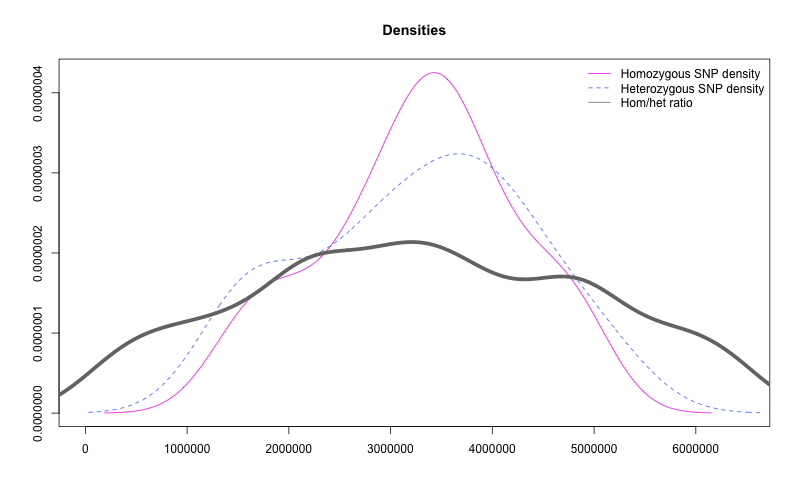 Densities
Homozygous SNP density
Heterozygous SNP density
Hom/het ratio
0.0000004
0.0000003
0.0000002
0.0000001
0.0000000
0 1000000 2000000 3000000 4000000 5000000 6000000